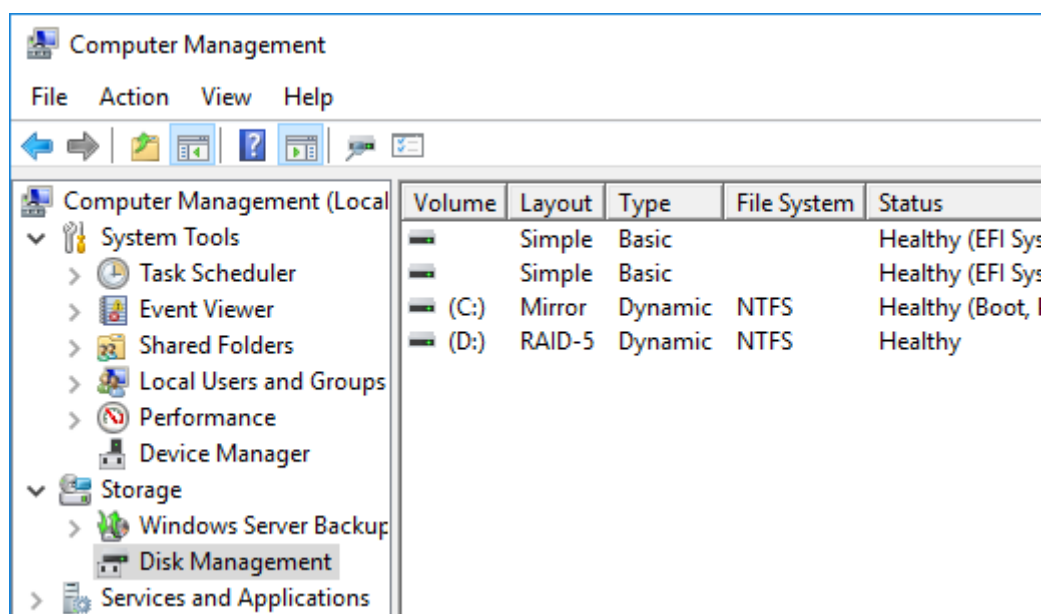 Computer Management
File Action View Help
Computer Management (Local
System Tools
Task Scheduler
Event Viewer
Shared Folders
Local Users and Groups
Performance
Device Manager
Storage
Windows Server Backup
Disk Management
Services and Applications
Volume Layout Type File System Status
Simple Basic Healthy (EFI Sys
Simple Basic Healthy (EFI Sys
(C:) Mirror Dynamic NTFS Healthy (Boot,
(D:) RAID-5 Dynamic NTFS Healthy